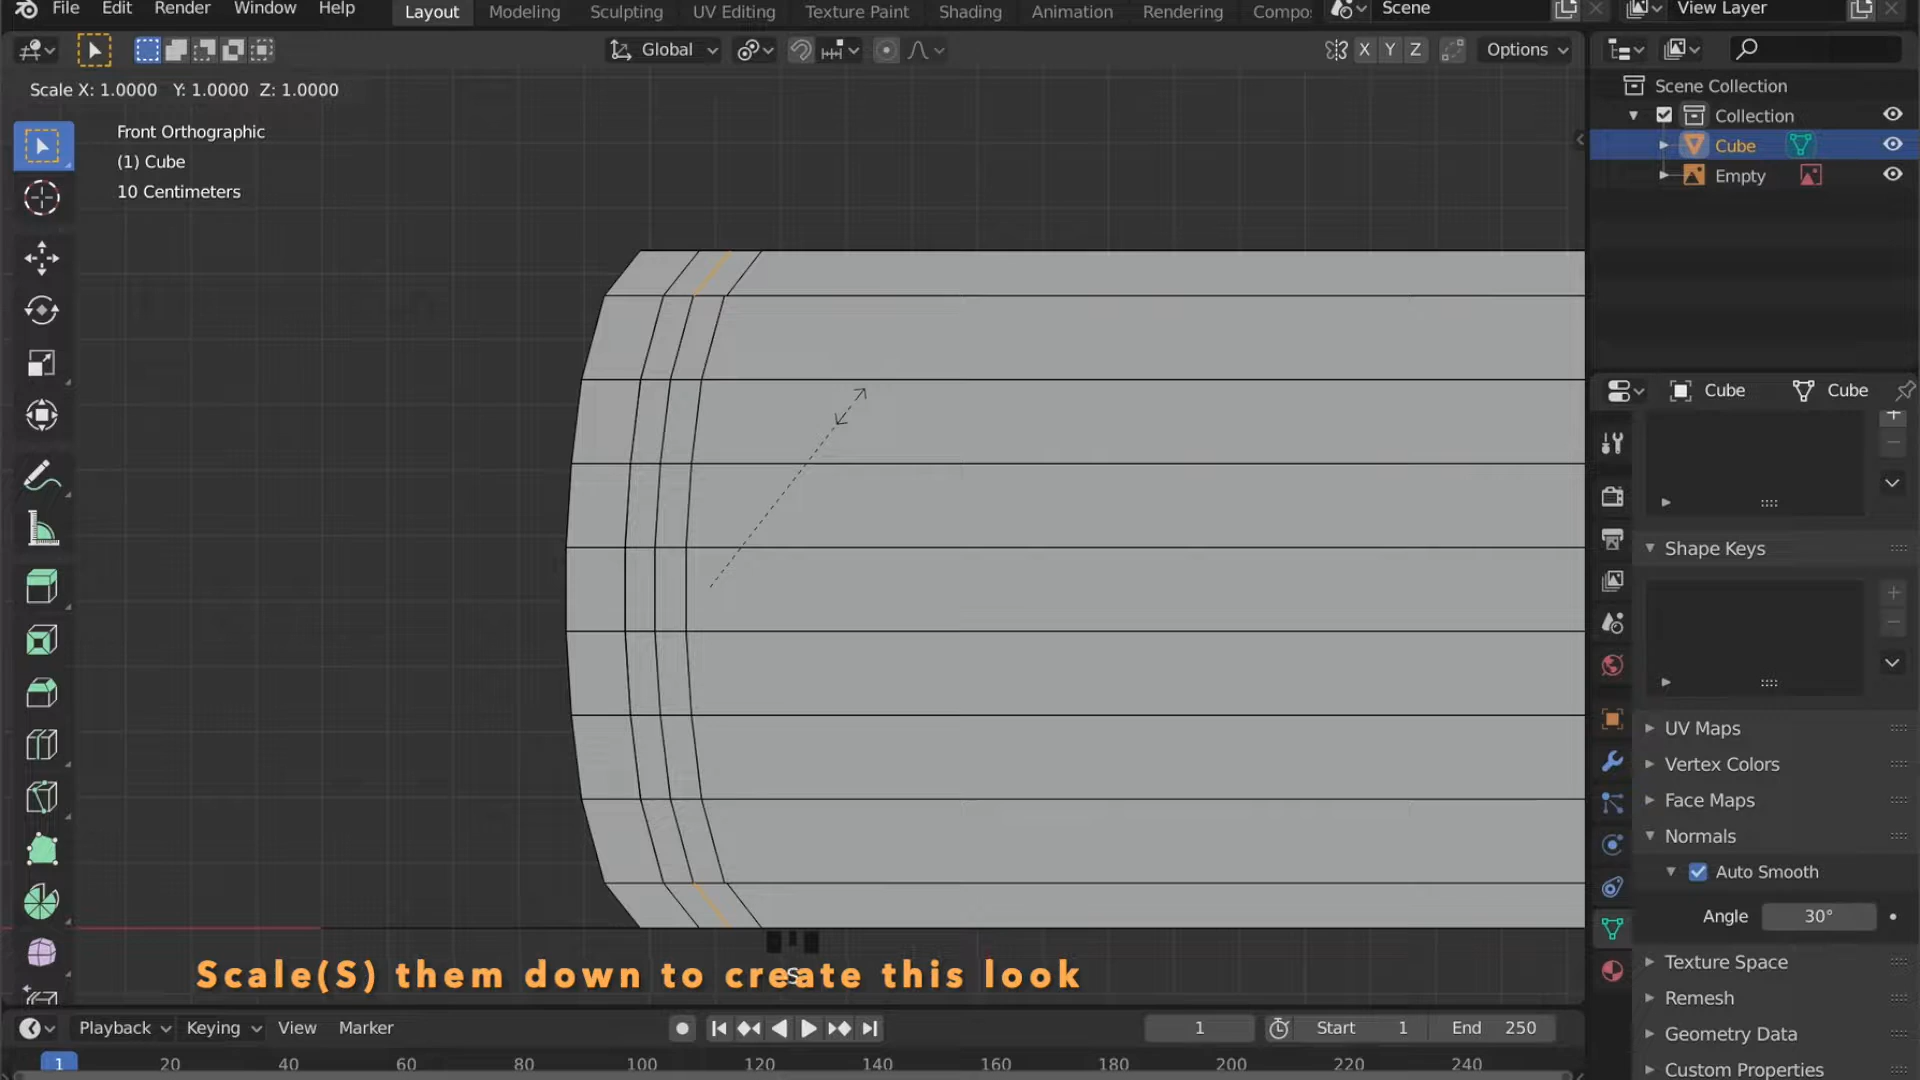 File Edit Render Window Help Layout Modeling Sculpting UV Editing Texture Paint Shading Animation Rendering Scene View Layer
Global X Y Z Options
Scale X: 1.0000 Y: 1.0000 Z: 1.0000
Front Orthographic
(1) Cube
10 Centimeters
Scene Collection
Collection
Cube
Empty
Cube Cube
Shape Keys
UV Maps
Vertex Colors
Face Maps
Normals
Auto Smooth
Angle 30°
Texture Space
Remesh
Geometry Data
Custom Properties
Scale(S) them down to create this look
Playback Keying View Marker 1 Start 1 End 250
1 20 40 60 80 100 120 140 160 180 200 220 240